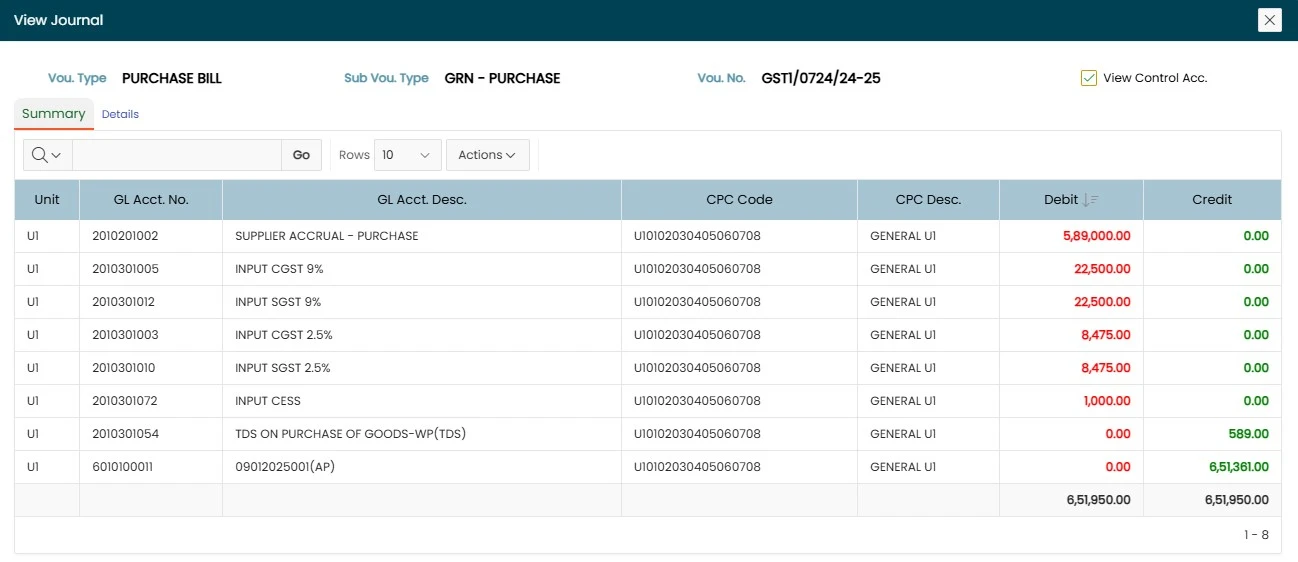 View Journal
Vou. Type PURCHASE BILL Sub Vou. Type GRN - PURCHASE Vou. No. GST1/0724/24-25 View Control Acc.
Summary Details
Go Rows 10 Actions
Unit GL Acct. No. GL Acct. Desc. CPC Code CPC Desc. Debit Credit
U1 2010201002 SUPPLIER ACCRUAL - PURCHASE U10102030405060708 GENERAL U1 5,89,000.00 0.00
U1 2010301005 INPUT CGST 9% U10102030405060708 GENERAL U1 22,500.00 0.00
U1 2010301012 INPUT SGST 9% U10102030405060708 GENERAL U1 22,500.00 0.00
U1 2010301003 INPUT CGST 2.5% U10102030405060708 GENERAL U1 8,475.00 0.00
U1 2010301010 INPUT SGST 2.5% U10102030405060708 GENERAL U1 8,475.00 0.00
U1 2010301072 INPUT CESS U10102030405060708 GENERAL U1 1,000.00 0.00
U1 2010301054 TDS ON PURCHASE OF GOODS-WP(TDS) U10102030405060708 GENERAL U1 0.00 589.00
U1 6010100011 09012025001(AP) U10102030405060708 GENERAL U1 0.00 6,51,361.00
6,51,950.00 6,51,950.00
1 - 8